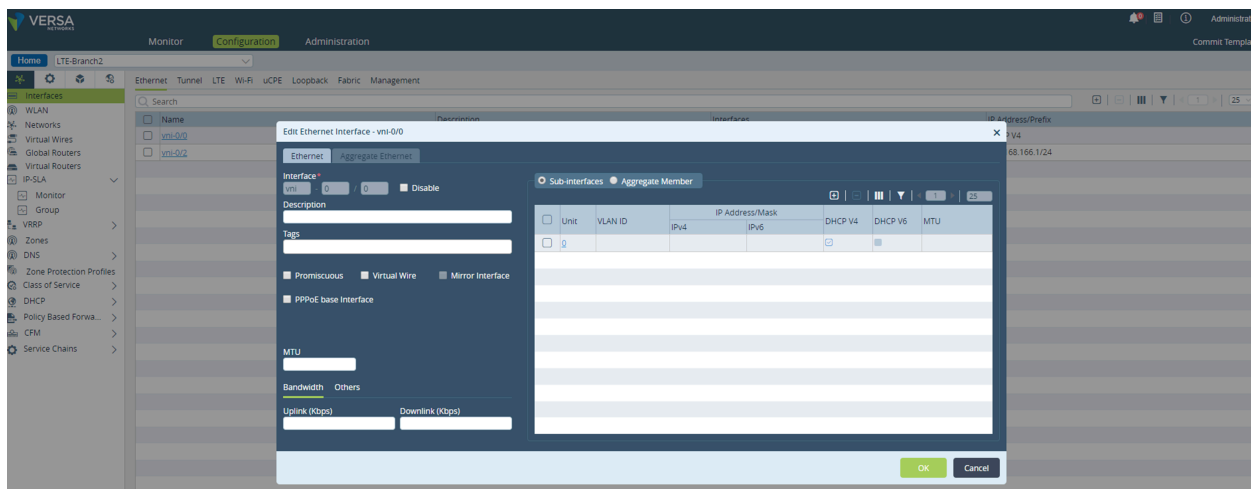 VERSA
NETWORKS
Administrat
Monitor Configuration Administration
Commit Templa
Home LTE-Branch2
Ethernet Tunnel LTE Wi-Fi uCPE Loopback Fabric Management
Interfaces
WLAN
Networks
Virtual Wires
Global Routers
Virtual Routers
IP-SLA
Monitor
Group
VRRP
Zones
DNS
Zone Protection Profiles
Class of Service
DHCP
Policy Based Forwa...
CFM
Service Chains
Search
1 25
Name Description Interfaces IP Address/Prefix
vni-0/0 P V4
vni-0/2 68.166.1/24
Edit Ethernet Interface - vni-0/0
Ethernet Aggregate Ethernet
Interface*
vni - 0 / 0 Disable
Description
Tags
Promiscuous Virtual Wire Mirror Interface
PPPoE base Interface
MTU
Bandwidth Others
Uplink (Kbps) Downlink (Kbps)
Sub-interfaces Aggregate Member
1 25
Unit VLAN ID IP Address/Mask DHCP V4 DHCP V6 MTU
IPv4 IPv6
0
OK Cancel